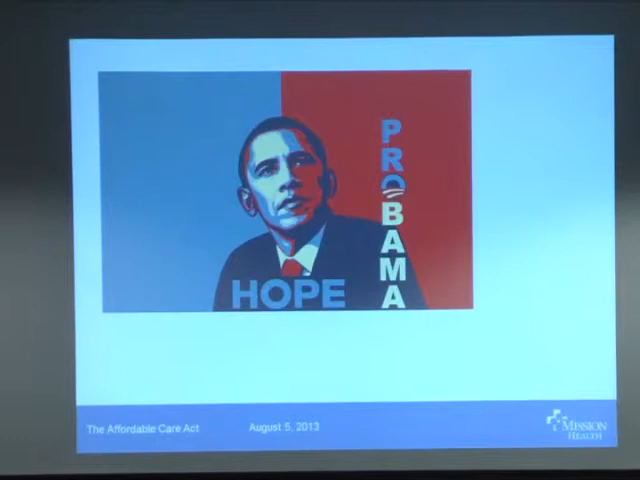 PROBAMA
HOPE
The Affordable Care Act
August 5, 2013
MISSION
HEALTH